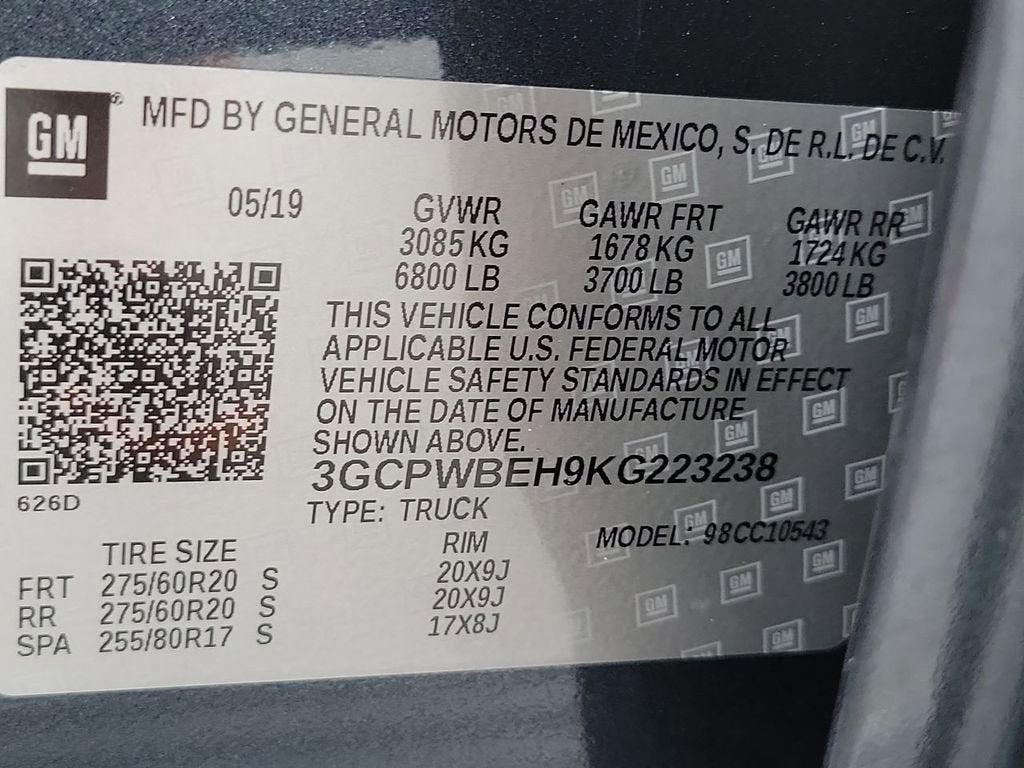 GM
MFD BY GENERAL MOTORS DE MEXICO, S. DE R.L. DE C.V.
05/19
GVWR GAWR FRT GAWR RR
3085 KG 1678 KG 1724 KG
6800 LB 3700 LB 3800 LB
THIS VEHICLE CONFORMS TO ALL
APPLICABLE U.S. FEDERAL MOTOR
VEHICLE SAFETY STANDARDS IN EFFECT
ON THE DATE OF MANUFACTURE
SHOWN ABOVE.
3GCPWBEH9KG223238
626D
TYPE: TRUCK
MODEL: 98CC10543
TIRE SIZE RIM
FRT 275/60R20 S 20X9J
RR 275/60R20 S 20X9J
SPA 255/80R17 S 17X8J